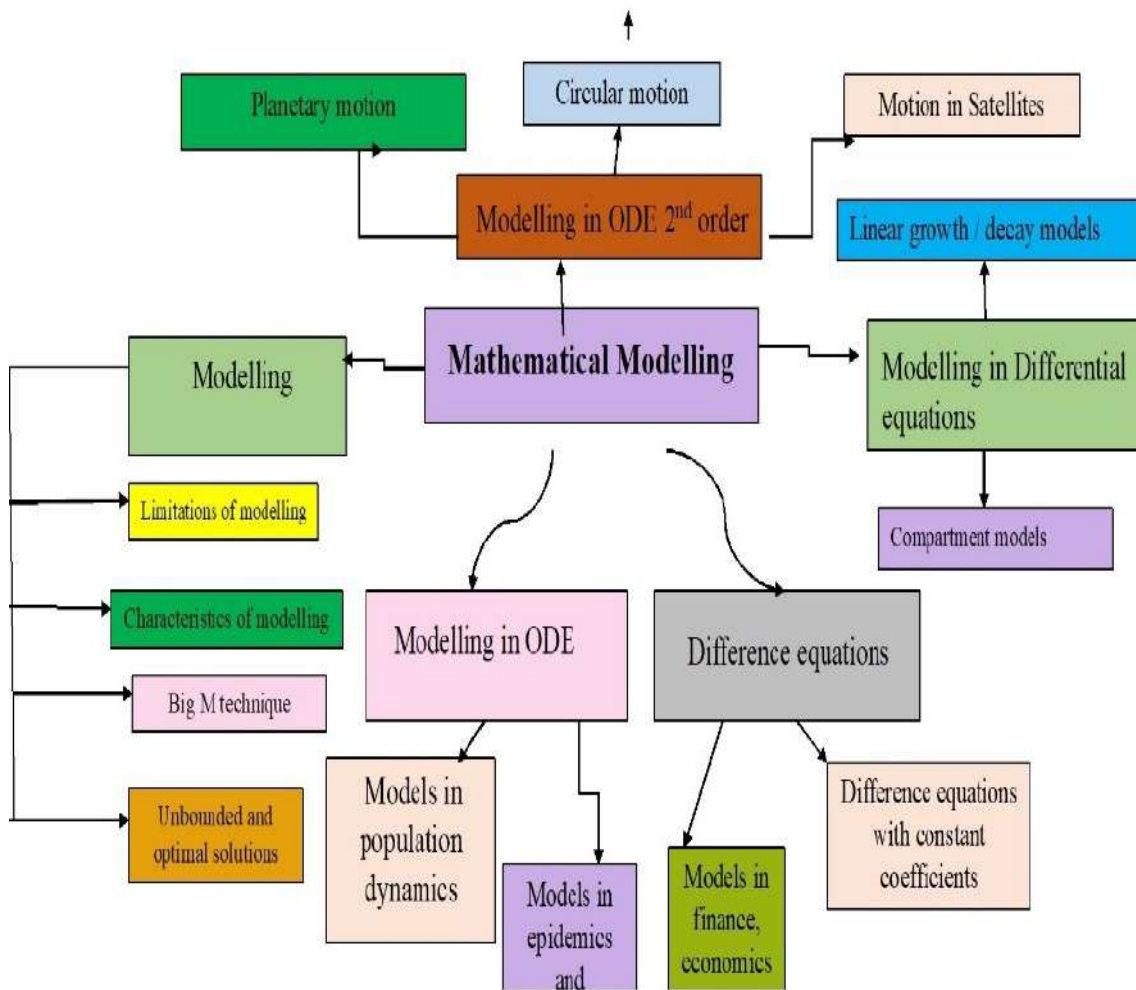 Planetary motion
Circular motion
Motion in Satellites
Modelling in ODE 2nd order
Linear growth / decay models
Modelling
Mathematical Modelling
Modelling in Differential
equations
Limitations of modelling
Compartment models
Characteristics of modelling
Modelling in ODE
Difference equations
Big M technique
Unbounded and
optimal solutions
Models in
population
dynamics
Models in
epidemics
and
Models in
finance,
economics
Difference equations
with constant
coefficients